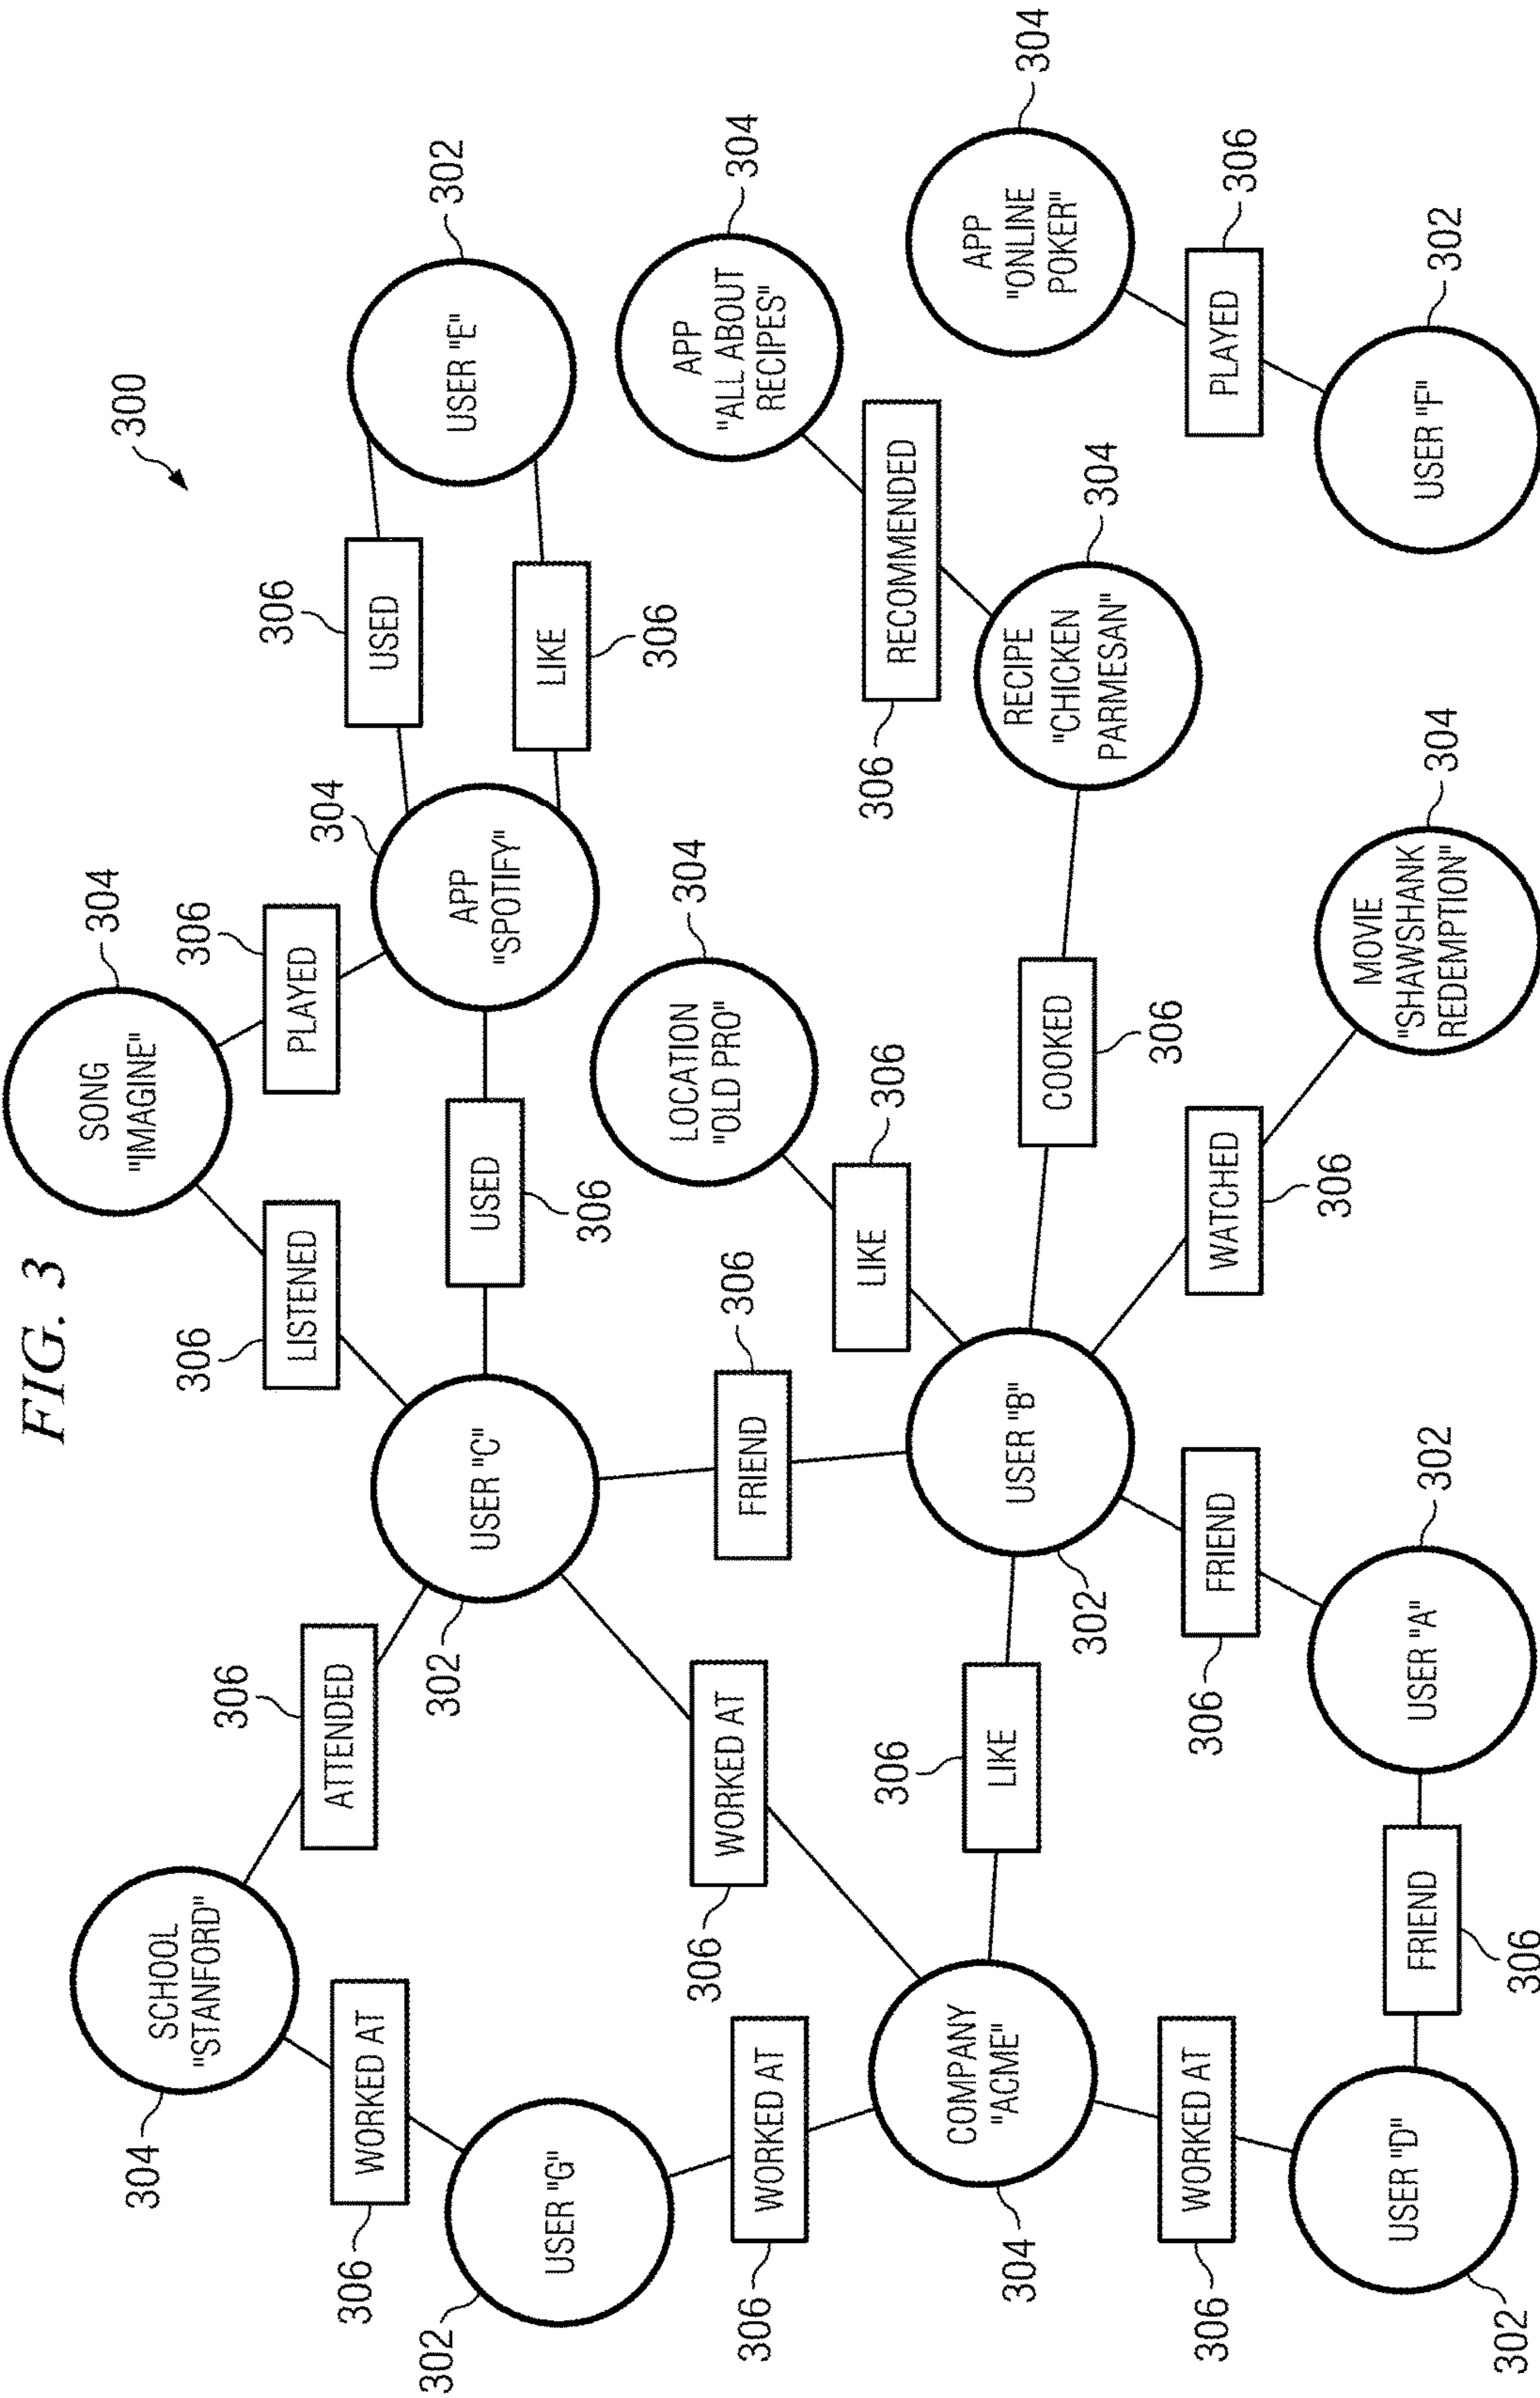 FIG. 3
300
304
SCHOOL
"STANFORD"
306
WORKED AT
306
ATTENDED
SONG
"IMAGINE"
304
306
LISTENED
306
PLAYED
302
USER "G"
302
USER "C"
USED
306
304
APP
"SPOTIFY"
306
USED
LIKE
306
302
USER "E"
306
WORKED AT
306
WORKED AT
FRIEND
306
LOCATION
"OLD PRO"
304
LIKE
306
304
APP
"ALL ABOUT
RECIPES"
306
RECOMMENDED
304
COMPANY
"ACME"
306
LIKE
302
USER "B"
COOKED
306
RECIPE
"CHICKEN
PARMESAN"
304
304
APP
"ONLINE
POKER"
306
WORKED AT
306
FRIEND
WATCHED
306
PLAYED
306
302
USER "D"
FRIEND
306
USER "A"
302
MOVIE
"SHAWSHANK
REDEMPTION"
304
USER "F"
302